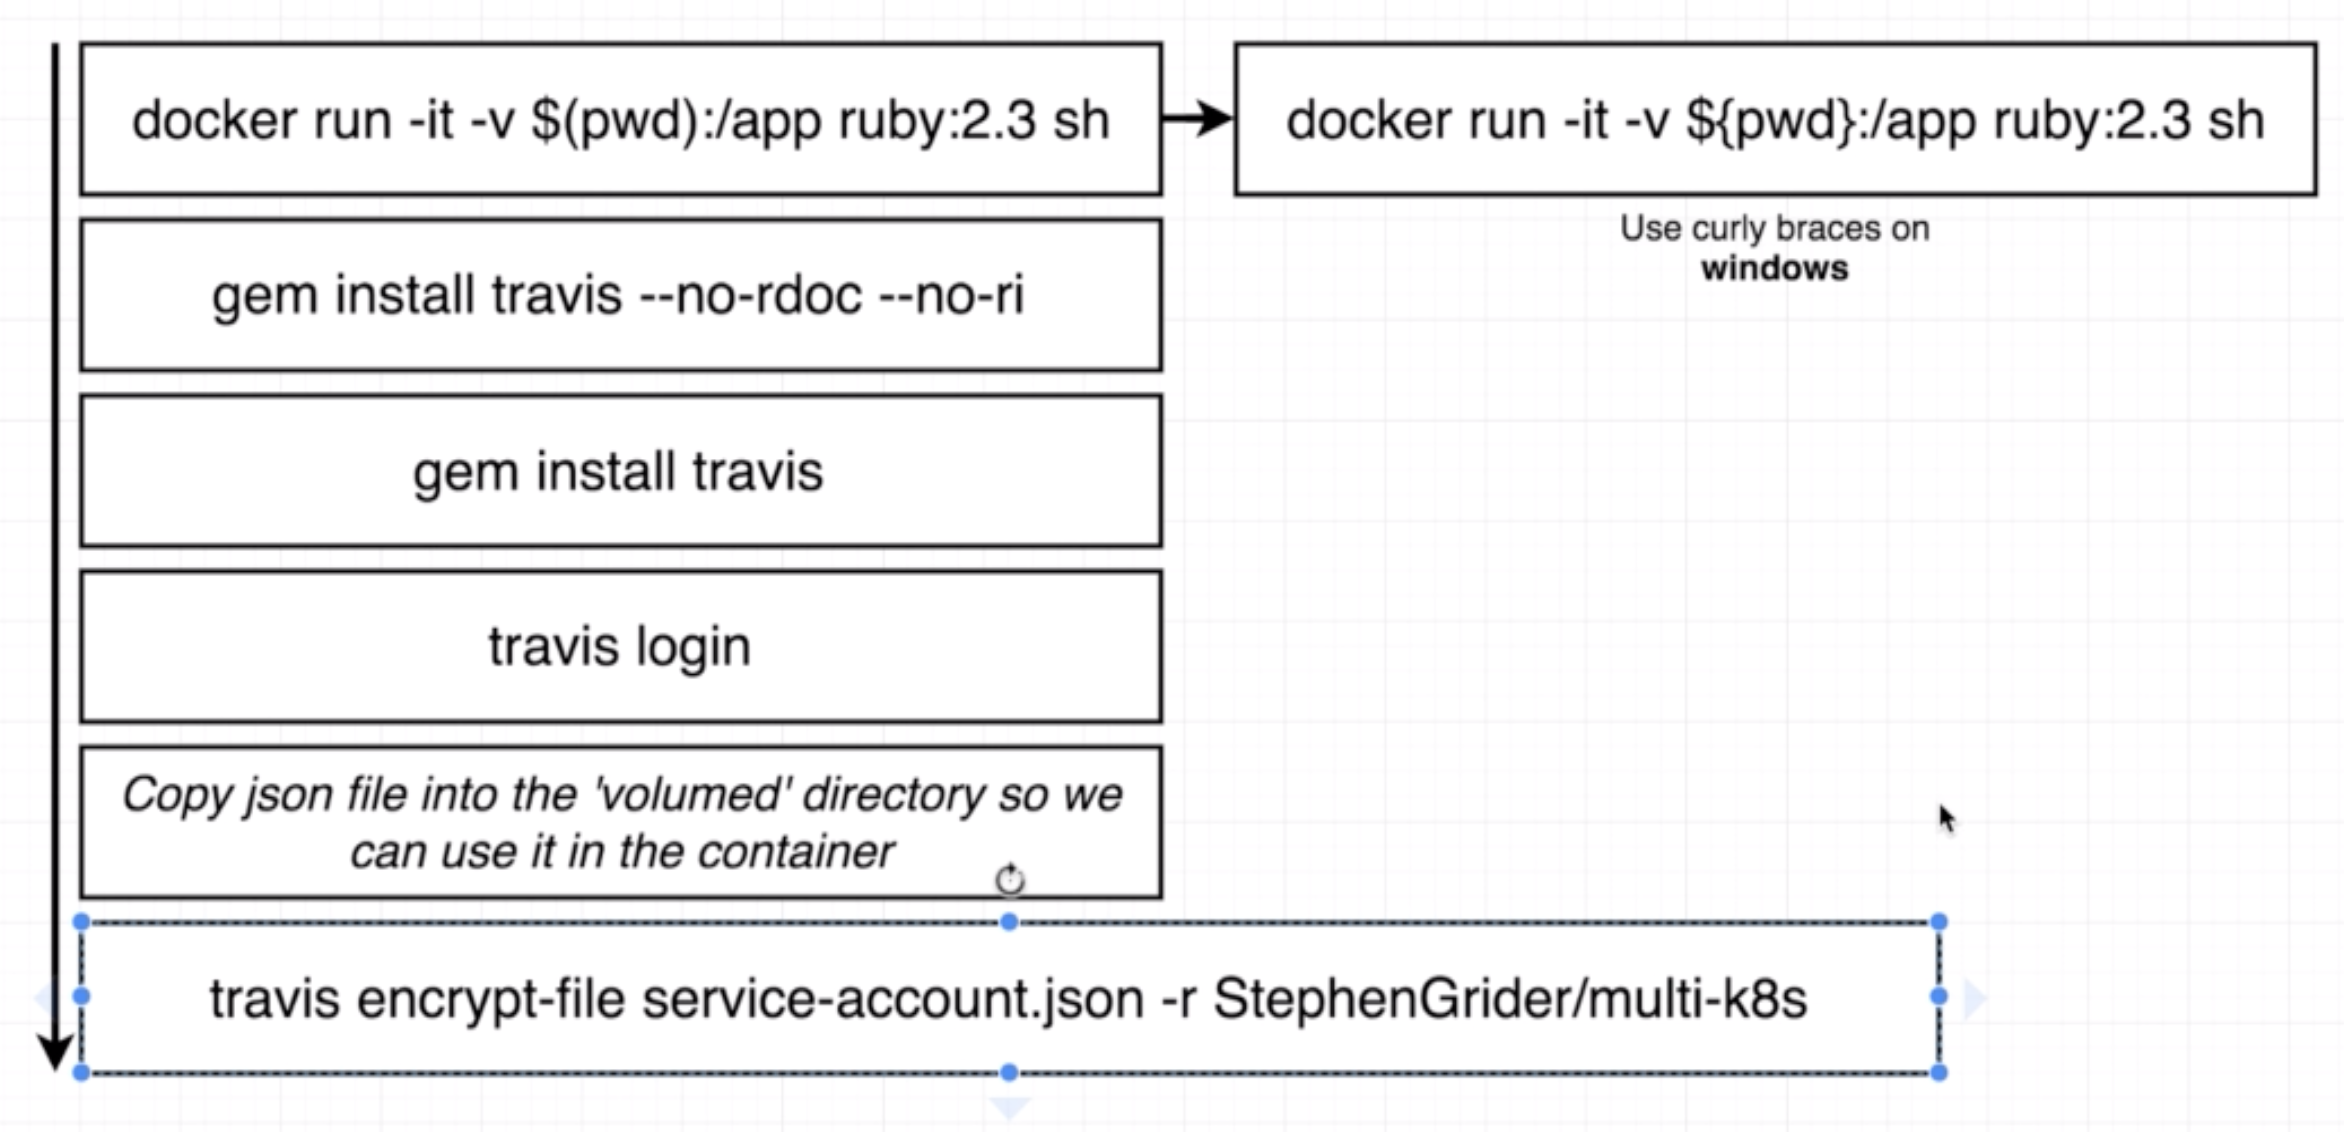 docker run -it -v $(pwd):/app ruby:2.3 sh
docker run -it -v ${pwd}:/app ruby:2.3 sh
Use curly braces on
windows
gem install travis --no-rdoc --no-ri
gem install travis
travis login
Copy json file into the 'volumed' directory so we
can use it in the container
travis encrypt-file service-account.json -r StephenGrider/multi-k8s